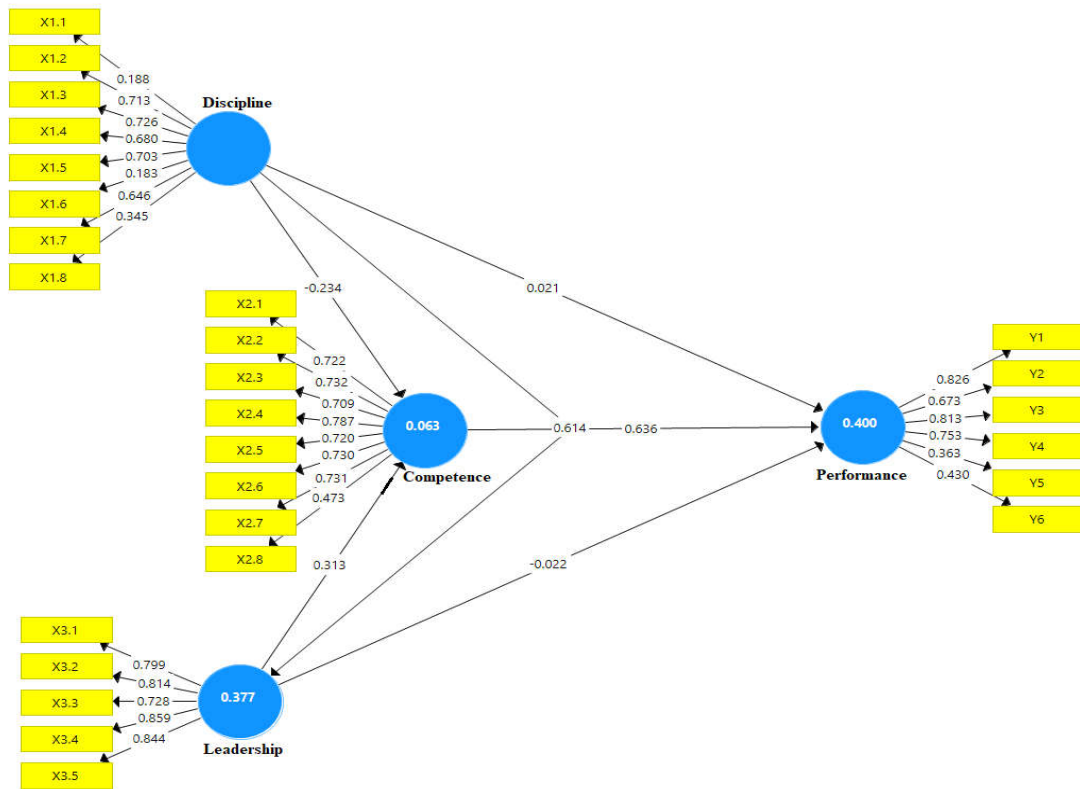 X1.1
X1.2
X1.3
X1.4
X1.5
X1.6
X1.7
X1.8
0.188
0.713
0.726
0.680
0.703
0.183
0.646
0.345
Discipline
-0.234
0.021
X2.1
X2.2
X2.3
X2.4
X2.5
X2.6
X2.7
X2.8
0.722
0.732
0.709
0.787
0.720
0.730
0.731
0.473
0.063
Competence
0.614
0.636
0.313
-0.022
0.400
Performance
0.826
0.673
0.813
0.753
0.363
0.430
Y1
Y2
Y3
Y4
Y5
Y6
X3.1
X3.2
X3.3
X3.4
X3.5
0.799
0.814
0.728
0.859
0.844
0.377
Leadership